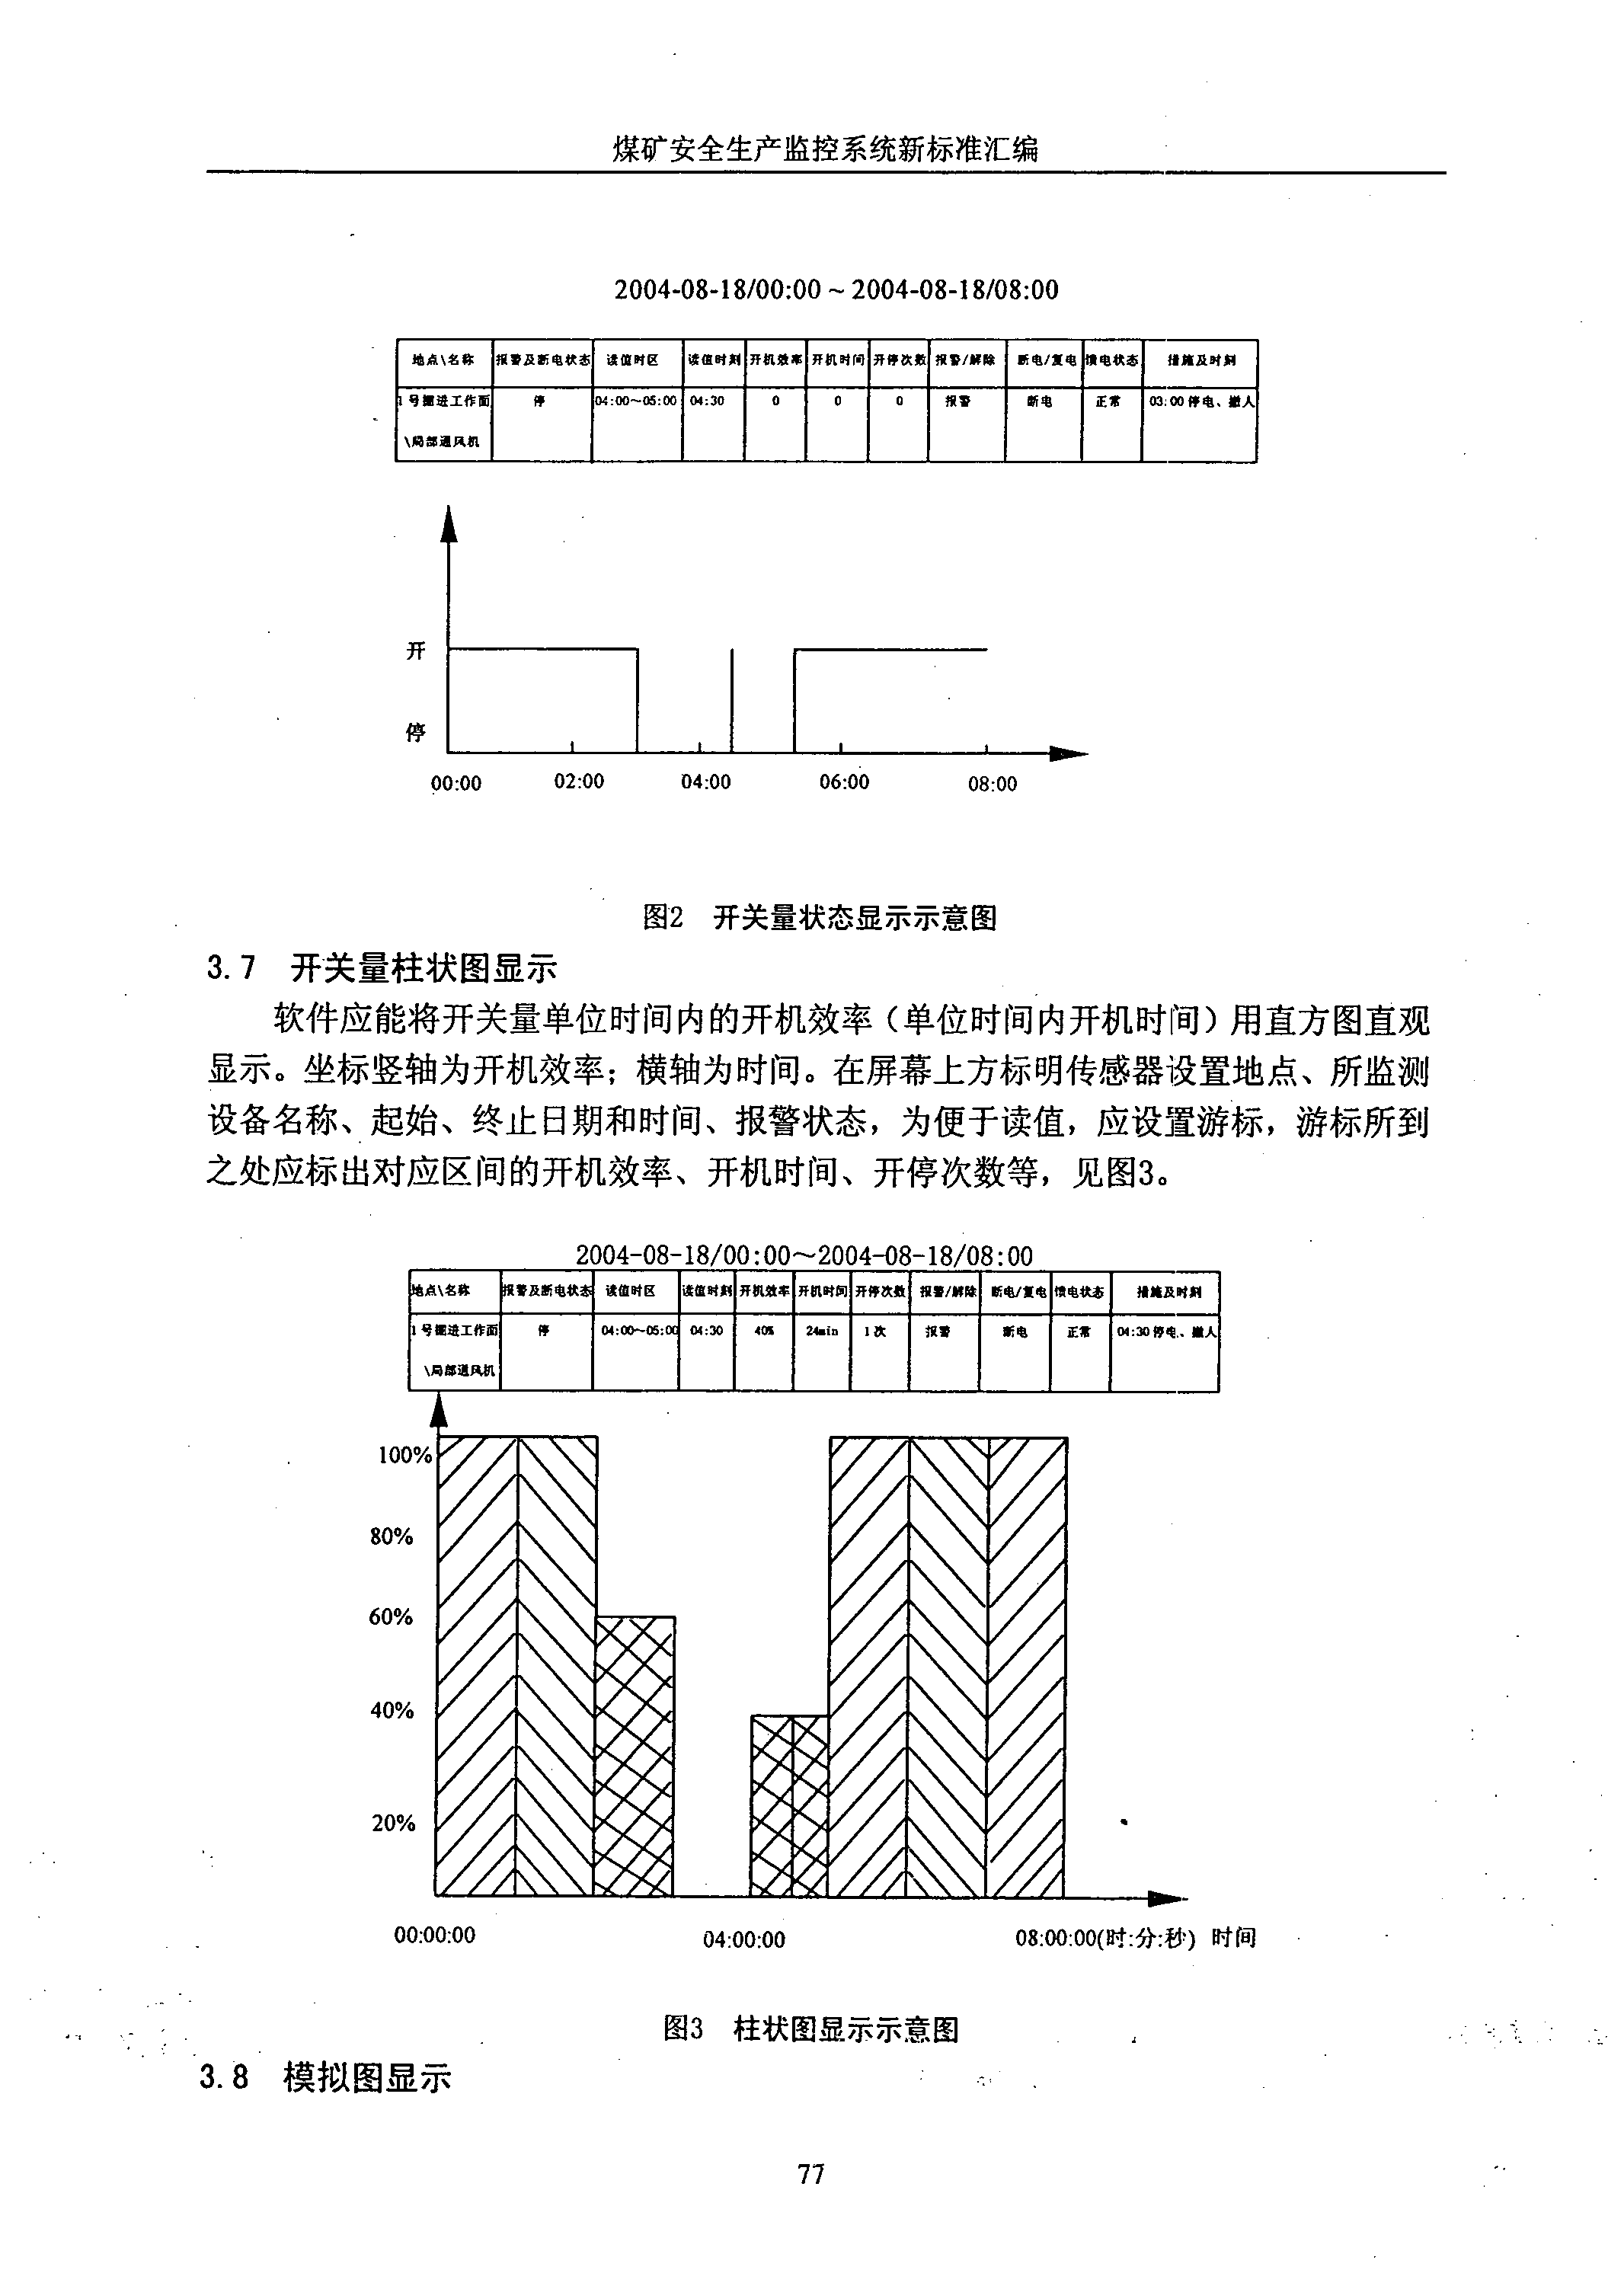 煤矿安全生产监控系统新标准汇编
2004-08-18/00:00 ~ 2004-08-18/08:00
地点\名称 报警及断电状态 读值时区 读值时刻 开机效率 开机时间 开停次数 报警/解除 断电/复电 馈电状态 措施及时刻
1号掘进工作面 停 04:00~05:00 04:30 0 0 0 报警 断电 正常 03:00停电、撤人
\局部通风机
开
停
00:00 02:00 04:00 06:00 08:00
图2 开关量状态显示示意图
3.7 开关量柱状图显示
软件应能将开关量单位时间内的开机效率（单位时间内开机时间）用直方图直观
显示。坐标竖轴为开机效率；横轴为时间。在屏幕上方标明传感器设置地点、所监测
设备名称、起始、终止日期和时间、报警状态，为便于读值，应设置游标，游标所到
之处应标出对应区间的开机效率、开机时间、开停次数等，见图3。
2004-08-18/00:00~2004-08-18/08:00
地点\名称 报警及断电状态 读值时区 读值时刻 开机效率 开机时间 开停次数 报警/解除 断电/复电 馈电状态 措施及时刻
1号掘进工作面 停 04:00~05:00 04:30 40% 24min 1次 报警 断电 正常 04:30停电、撤人
\局部通风机
100%
80%
60%
40%
20%
00:00:00 04:00:00 08:00:00(时:分:秒) 时间
图3 柱状图显示示意图
3.8 模拟图显示
77